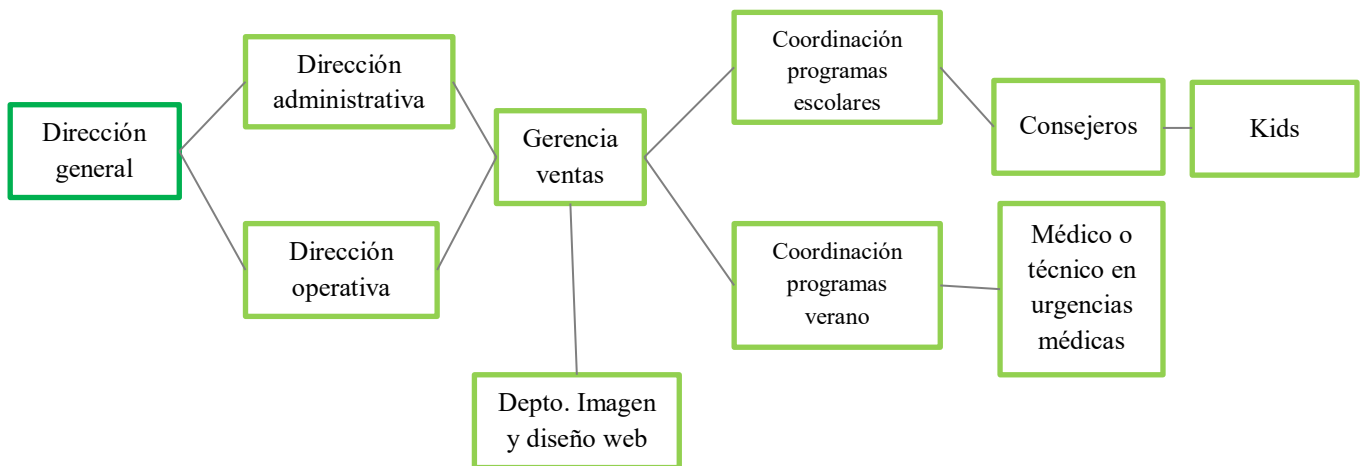 Dirección
general
Dirección
administrativa
Dirección
operativa
Gerencia
ventas
Depto. Imagen
y diseño web
Coordinación
programas
escolares
Coordinación
programas
verano
Consejeros
Médico o
técnico en
urgencias
médicas
Kids